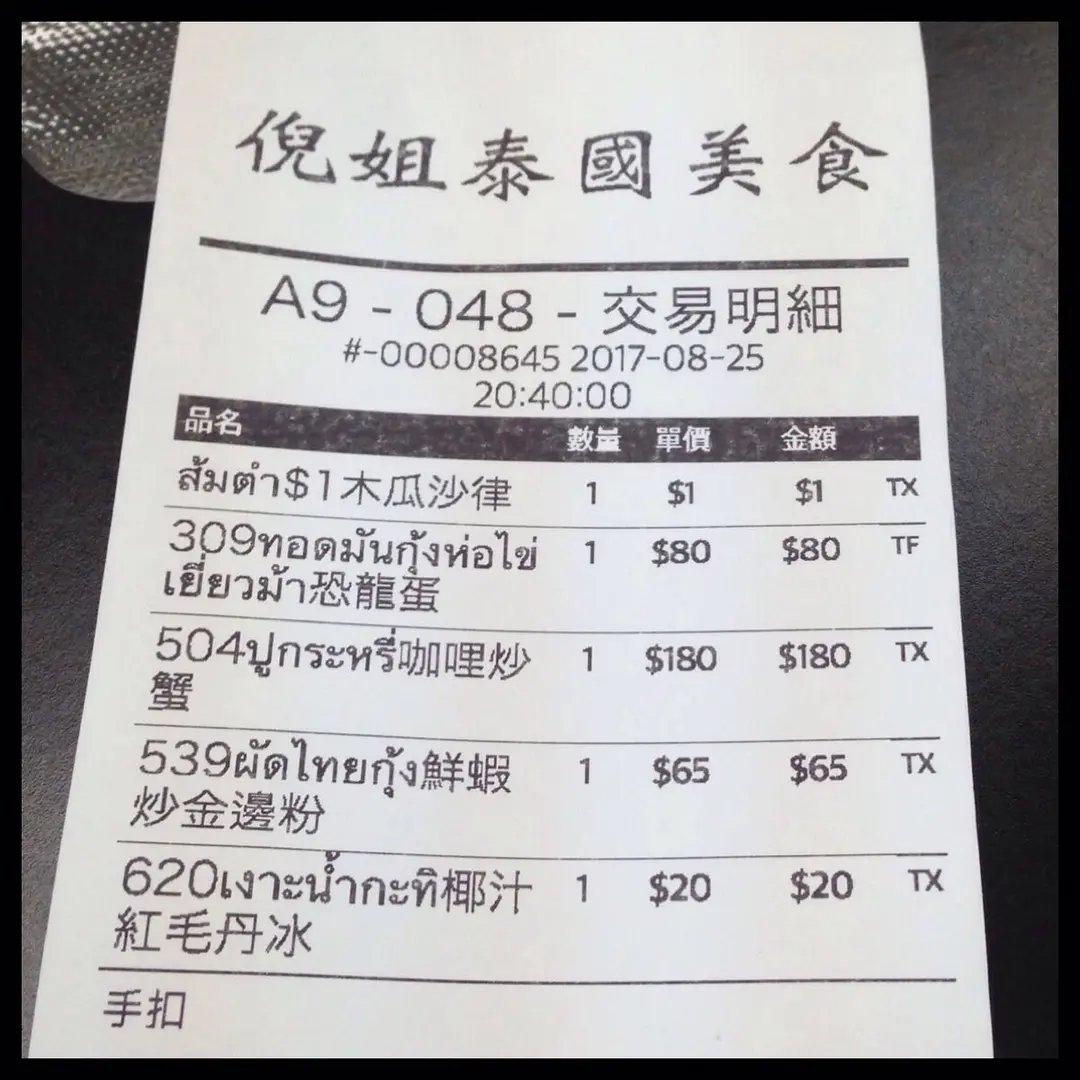 倪姐泰國美食
A9 - 048 - 交易明細
#-00008645 2017-08-25
20:40:00
品名 數量 單價 金額
ส้มตำ$1木瓜沙律 1 $1 $1 TX
309ทอดมันกุ้งห่อไข่ 1 $80 $80 TF
เยี่ยวม้า恐龍蛋
504ปูกระหรี่咖哩炒 1 $180 $180 TX
蟹
539ผัดไทยกุ้ง鮮蝦 1 $65 $65 TX
炒金邊粉
620เงาะน้ำกะทิ椰汁 1 $20 $20 TX
紅毛丹冰
手扣